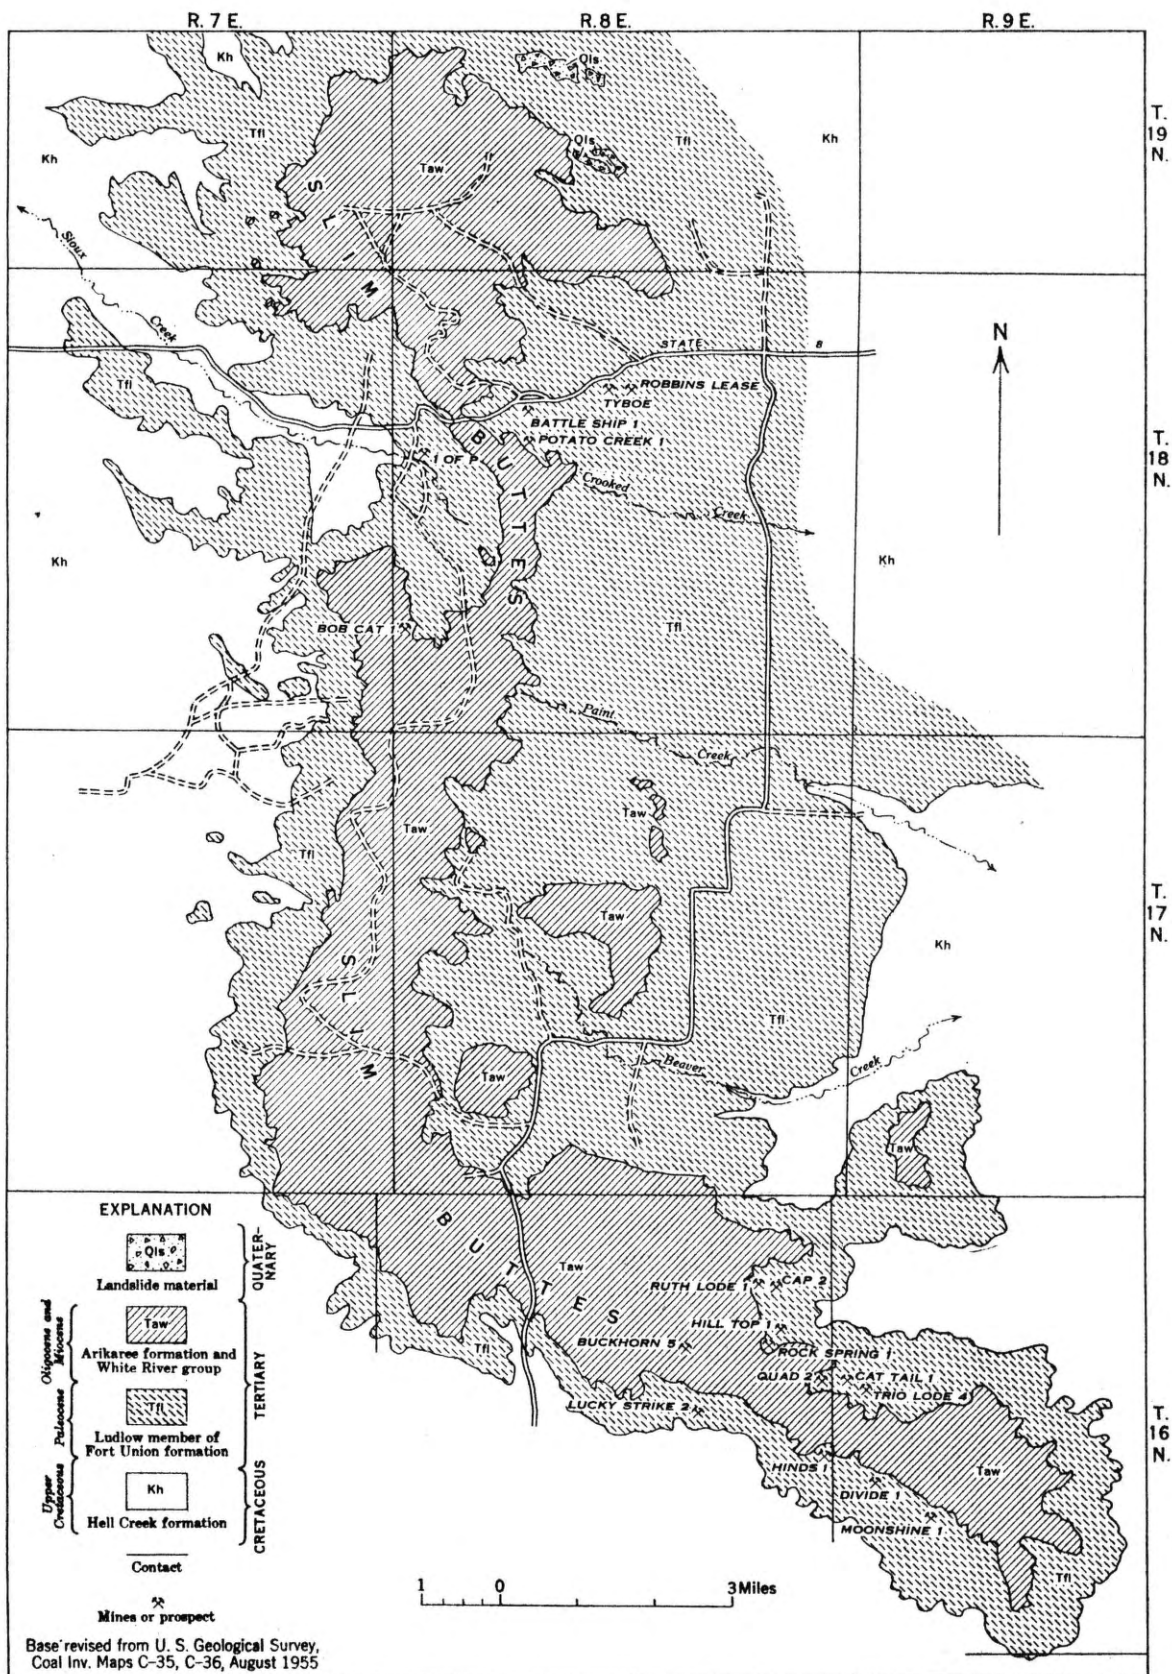 R. 7 E.
R. 8 E.
R. 9 E.
Kh
Qls
T.
19
N.
Tfl
Tfl
Kh
Qls
Kh
Taw
S L I M
Sioux
Creek
STATE
8
N
ROBBINS LEASE
TYBOE
Tfl
BATTLE SHIP 1
POTATO CREEK 1
T.
18
N.
1 OF P
B U T T E S
Crooked
Creek
Kh
Kh
BOB CAT 1
Tfl
Paint
Creek
Taw
Taw
Tfl
T.
17
N.
Taw
Kh
S L I M
Tfl
Beaver
Creek
Taw
Taw
EXPLANATION
Qls
Landslide material
QUATER-
NARY
Taw
Arikaree formation and
White River group
Oligocene and
Miocene
Tfl
Ludlow member of
Fort Union formation
Paleocene
TERTIARY
Kh
Hell Creek formation
Upper
Cretaceous
CRETACEOUS
Contact
Mines or prospect
B U T T E S
Taw
RUTH LODE 1
CAP 2
HILL TOP 1
BUCKHORN 5
ROCK SPRING 1
Tfl
QUAD 2
CAT TAIL 1
TRIO LODE 4
LUCKY STRIKE 2
T.
16
N.
HINDS 1
Taw
DIVIDE 1
MOONSHINE 1
Tfl
1 0 3 Miles
Base revised from U. S. Geological Survey,
Coal Inv. Maps C-35, C-36, August 1955